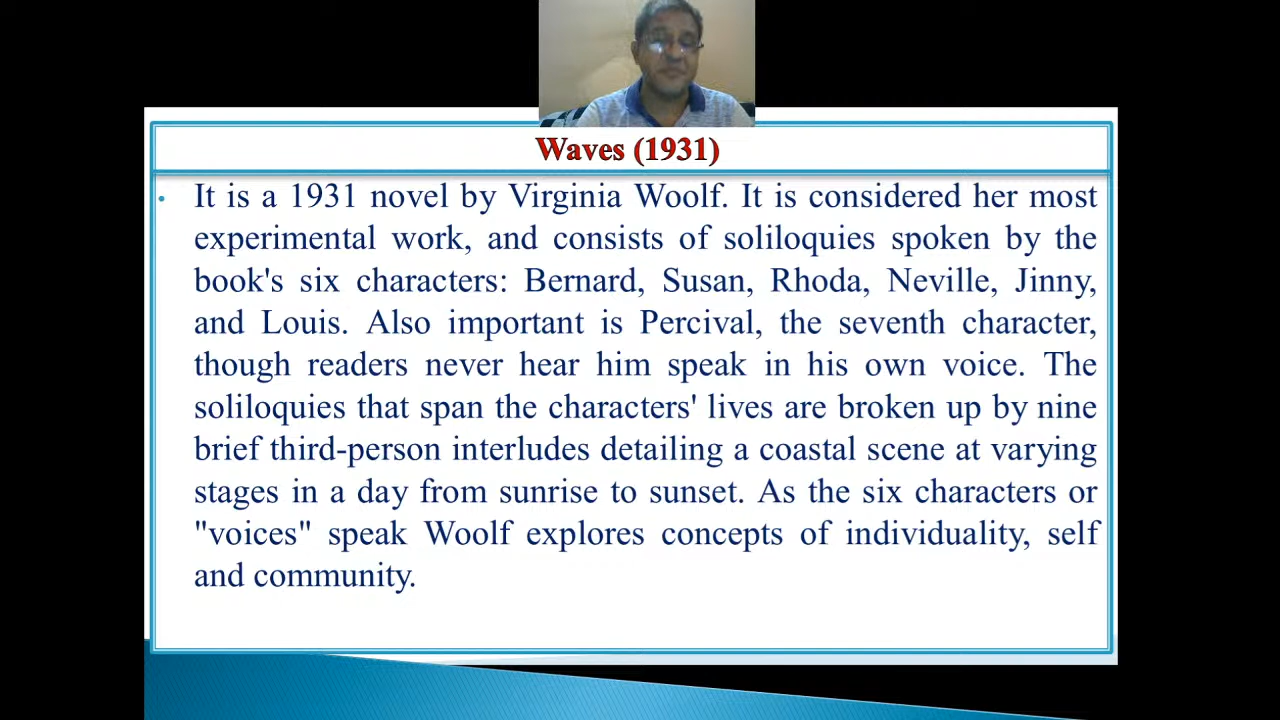 Waves (1931)
• It is a 1931 novel by Virginia Woolf. It is considered her most
experimental work, and consists of soliloquies spoken by the
book's six characters: Bernard, Susan, Rhoda, Neville, Jinny,
and Louis. Also important is Percival, the seventh character,
though readers never hear him speak in his own voice. The
soliloquies that span the characters' lives are broken up by nine
brief third-person interludes detailing a coastal scene at varying
stages in a day from sunrise to sunset. As the six characters or
"voices" speak Woolf explores concepts of individuality, self
and community.